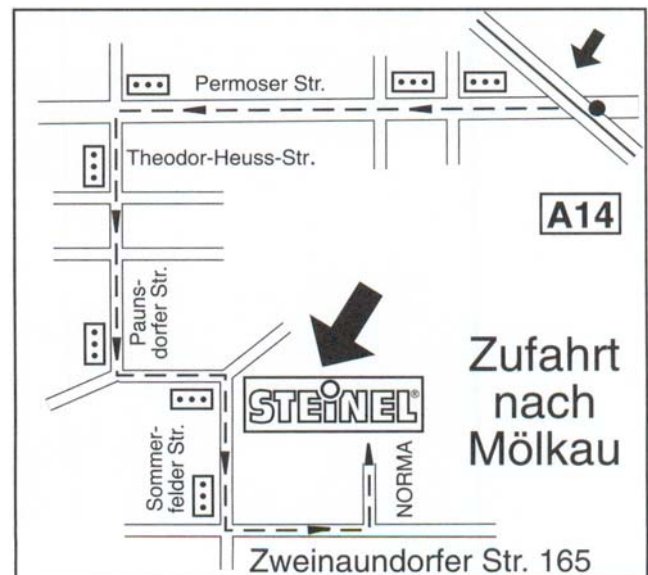 Permoser Str.
Theodor-Heuss-Str.
A14
Pauns-
dorfer Str.
Zufahrt
nach
Mölkau
STEiNEL®
Sommer-
felder Str.
NORMA
Zweinaundorfer Str. 165